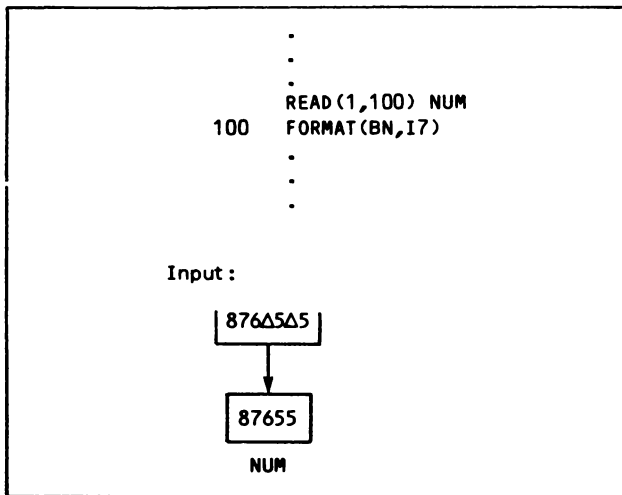 .
.
.
READ(1,100) NUM
100 FORMAT(BN,I7)
.
.
.
Input:
876Δ5Δ5
87655
NUM